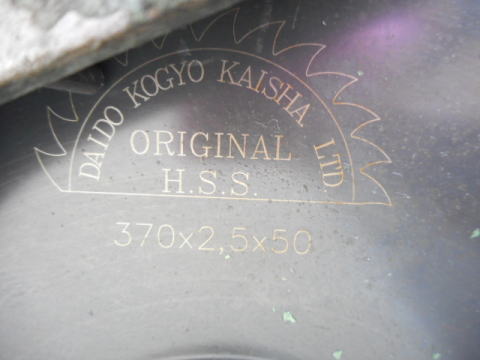 DAIDO KOGYO KAISHA LTD
ORIGINAL
H.S.S.
370x2,5x50